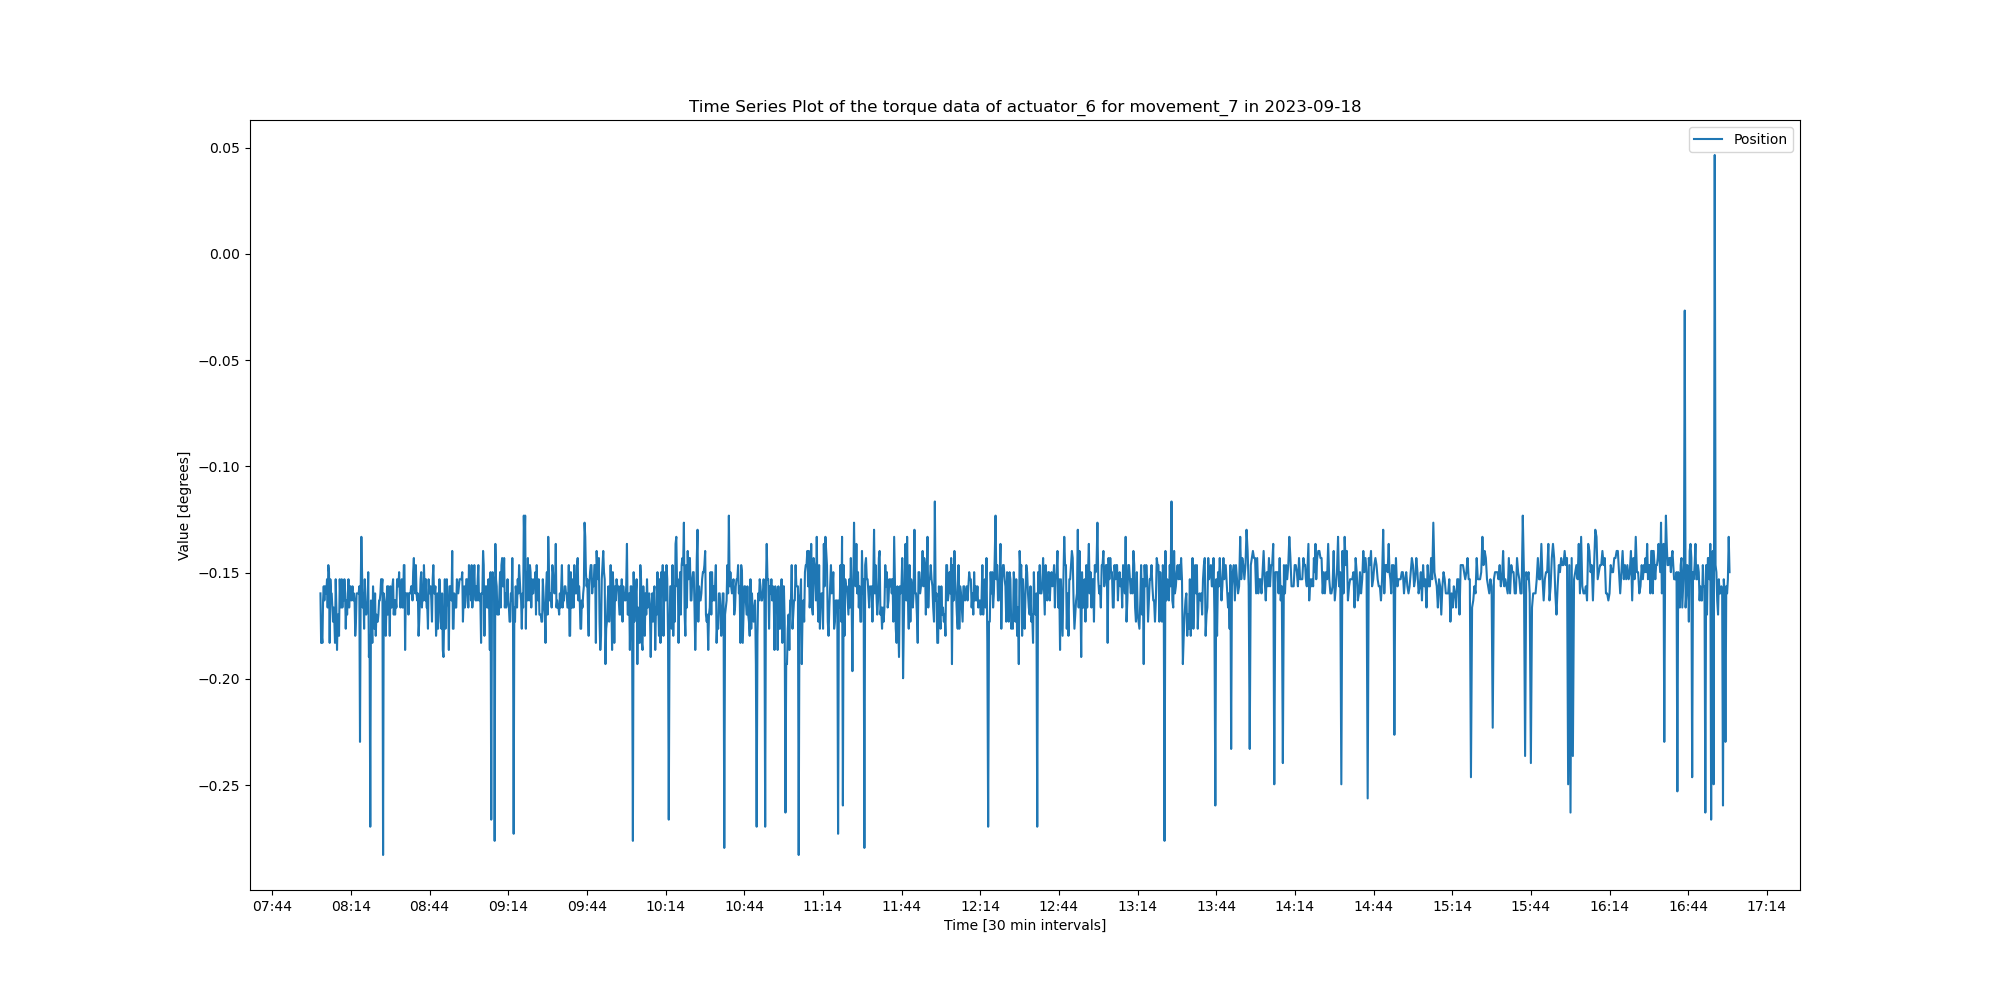 Time Series Plot of the torque data of actuator_6 for movement_7 in 2023-09-18
Position
0.05
0.00
−0.05
−0.10
−0.15
−0.20
−0.25
Value [degrees]
07:44 08:14 08:44 09:14 09:44 10:14 10:44 11:14 11:44 12:14 12:44 13:14 13:44 14:14 14:44 15:14 15:44 16:14 16:44 17:14
Time [30 min intervals]